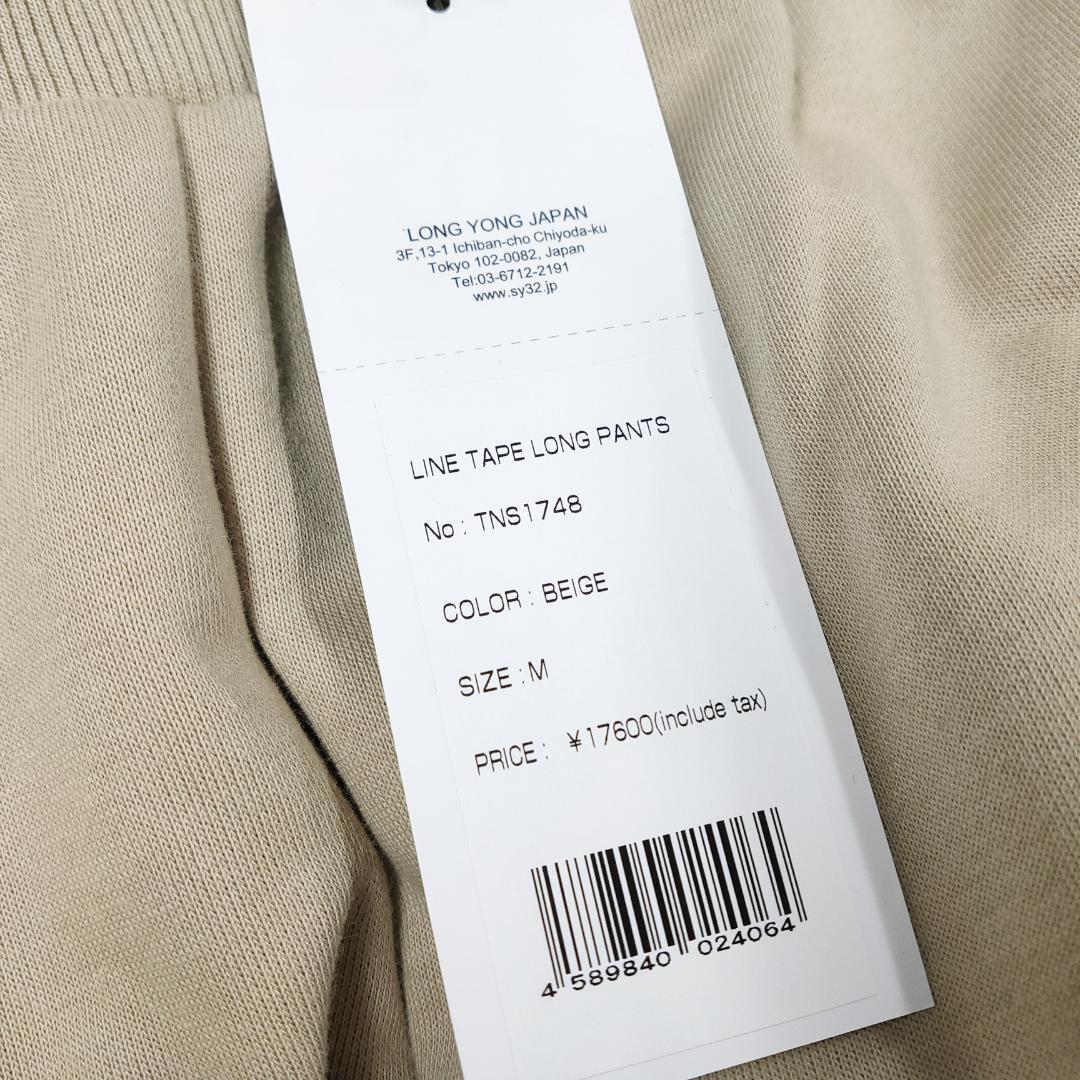 LONG YONG JAPAN
3F,13-1 Ichiban-cho Chiyoda-ku
Tokyo 102-0082, Japan
Tel:03-6712-2191
www.sy32.jp
LINE TAPE LONG PANTS
No : TNS1748
COLOR : BEIGE
SIZE : M
PRICE : ¥17600(include tax)
4 589840 024064